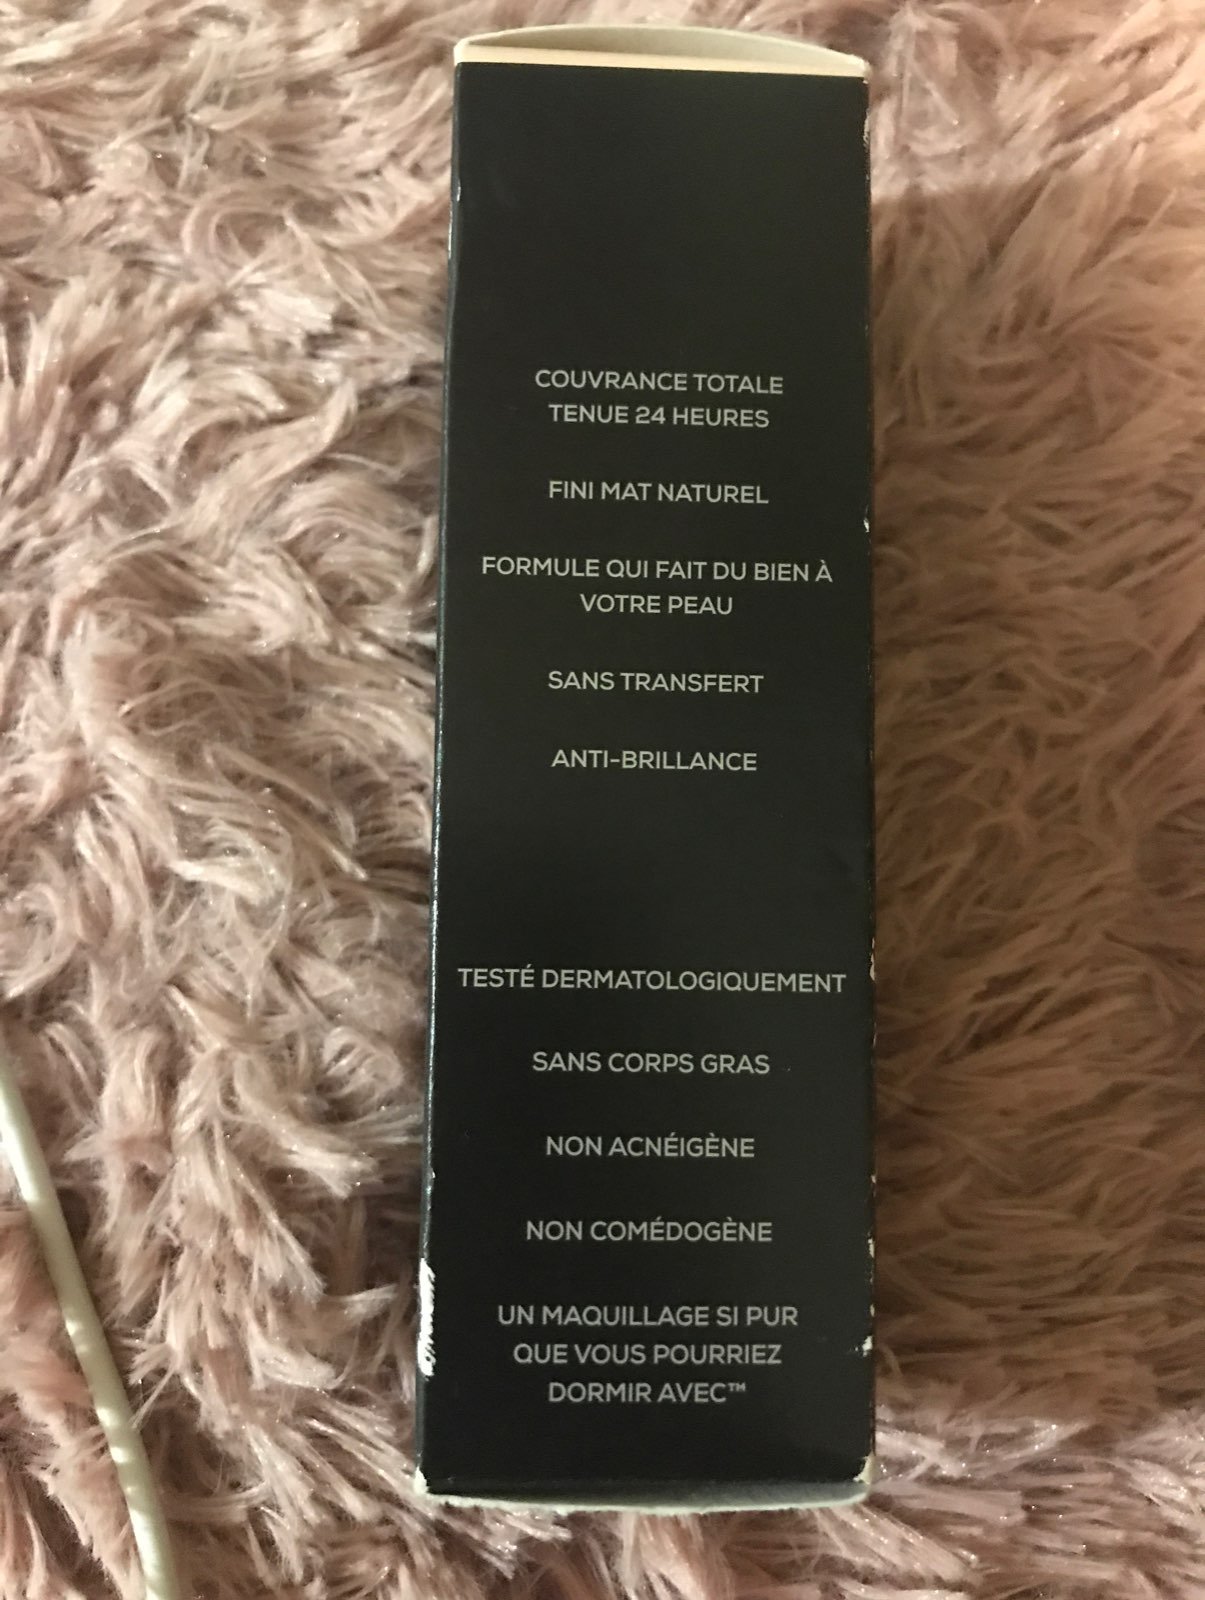 COUVRANCE TOTALE
TENUE 24 HEURES
FINI MAT NATUREL
FORMULE QUI FAIT DU BIEN À
VOTRE PEAU
SANS TRANSFERT
ANTI-BRILLANCE
TESTÉ DERMATOLOGIQUEMENT
SANS CORPS GRAS
NON ACNÉIGÈNE
NON COMÉDOGÈNE
UN MAQUILLAGE SI PUR
QUE VOUS POURRIEZ
DORMIR AVEC™